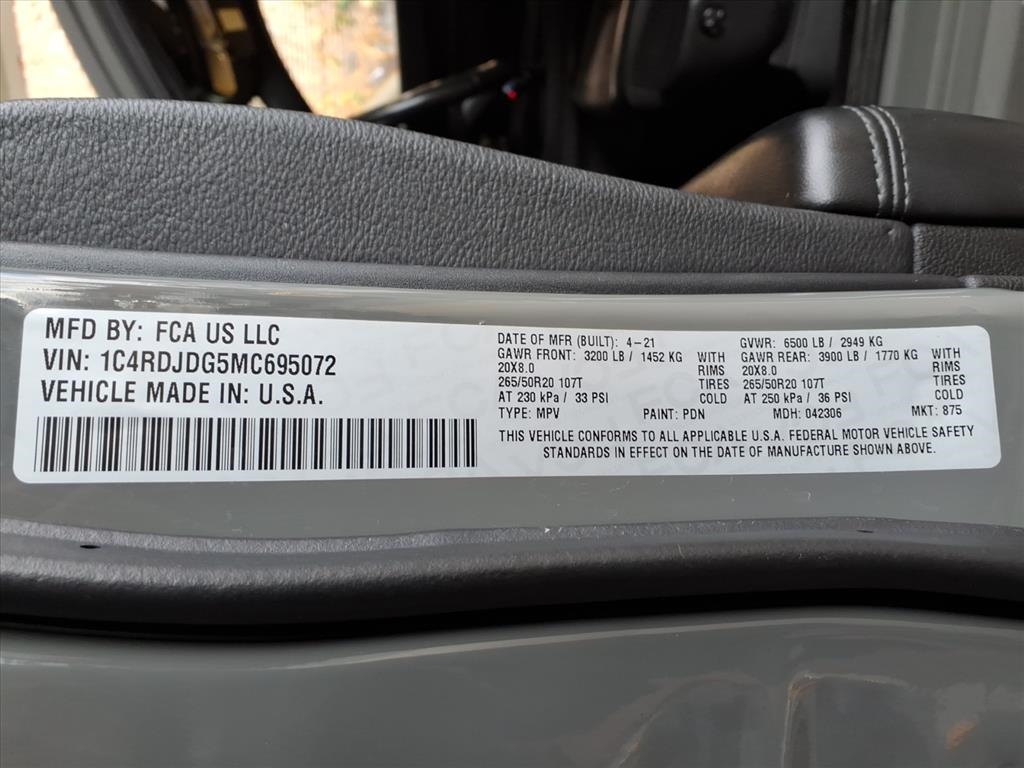 MFD BY: FCA US LLC
VIN: 1C4RDJDG5MC695072
VEHICLE MADE IN: U.S.A.
DATE OF MFR (BUILT): 4-21 GVWR: 6500 LB / 2949 KG
GAWR FRONT: 3200 LB / 1452 KG WITH GAWR REAR: 3900 LB / 1770 KG WITH
20X8.0 RIMS 20X8.0 RIMS
265/50R20 107T TIRES 265/50R20 107T TIRES
AT 230 kPa / 33 PSI COLD AT 250 kPa / 36 PSI COLD
TYPE: MPV PAINT: PDN MDH: 042306 MKT: 875
THIS VEHICLE CONFORMS TO ALL APPLICABLE U.S.A. FEDERAL MOTOR VEHICLE SAFETY
STANDARDS IN EFFECT ON THE DATE OF MANUFACTURE SHOWN ABOVE.